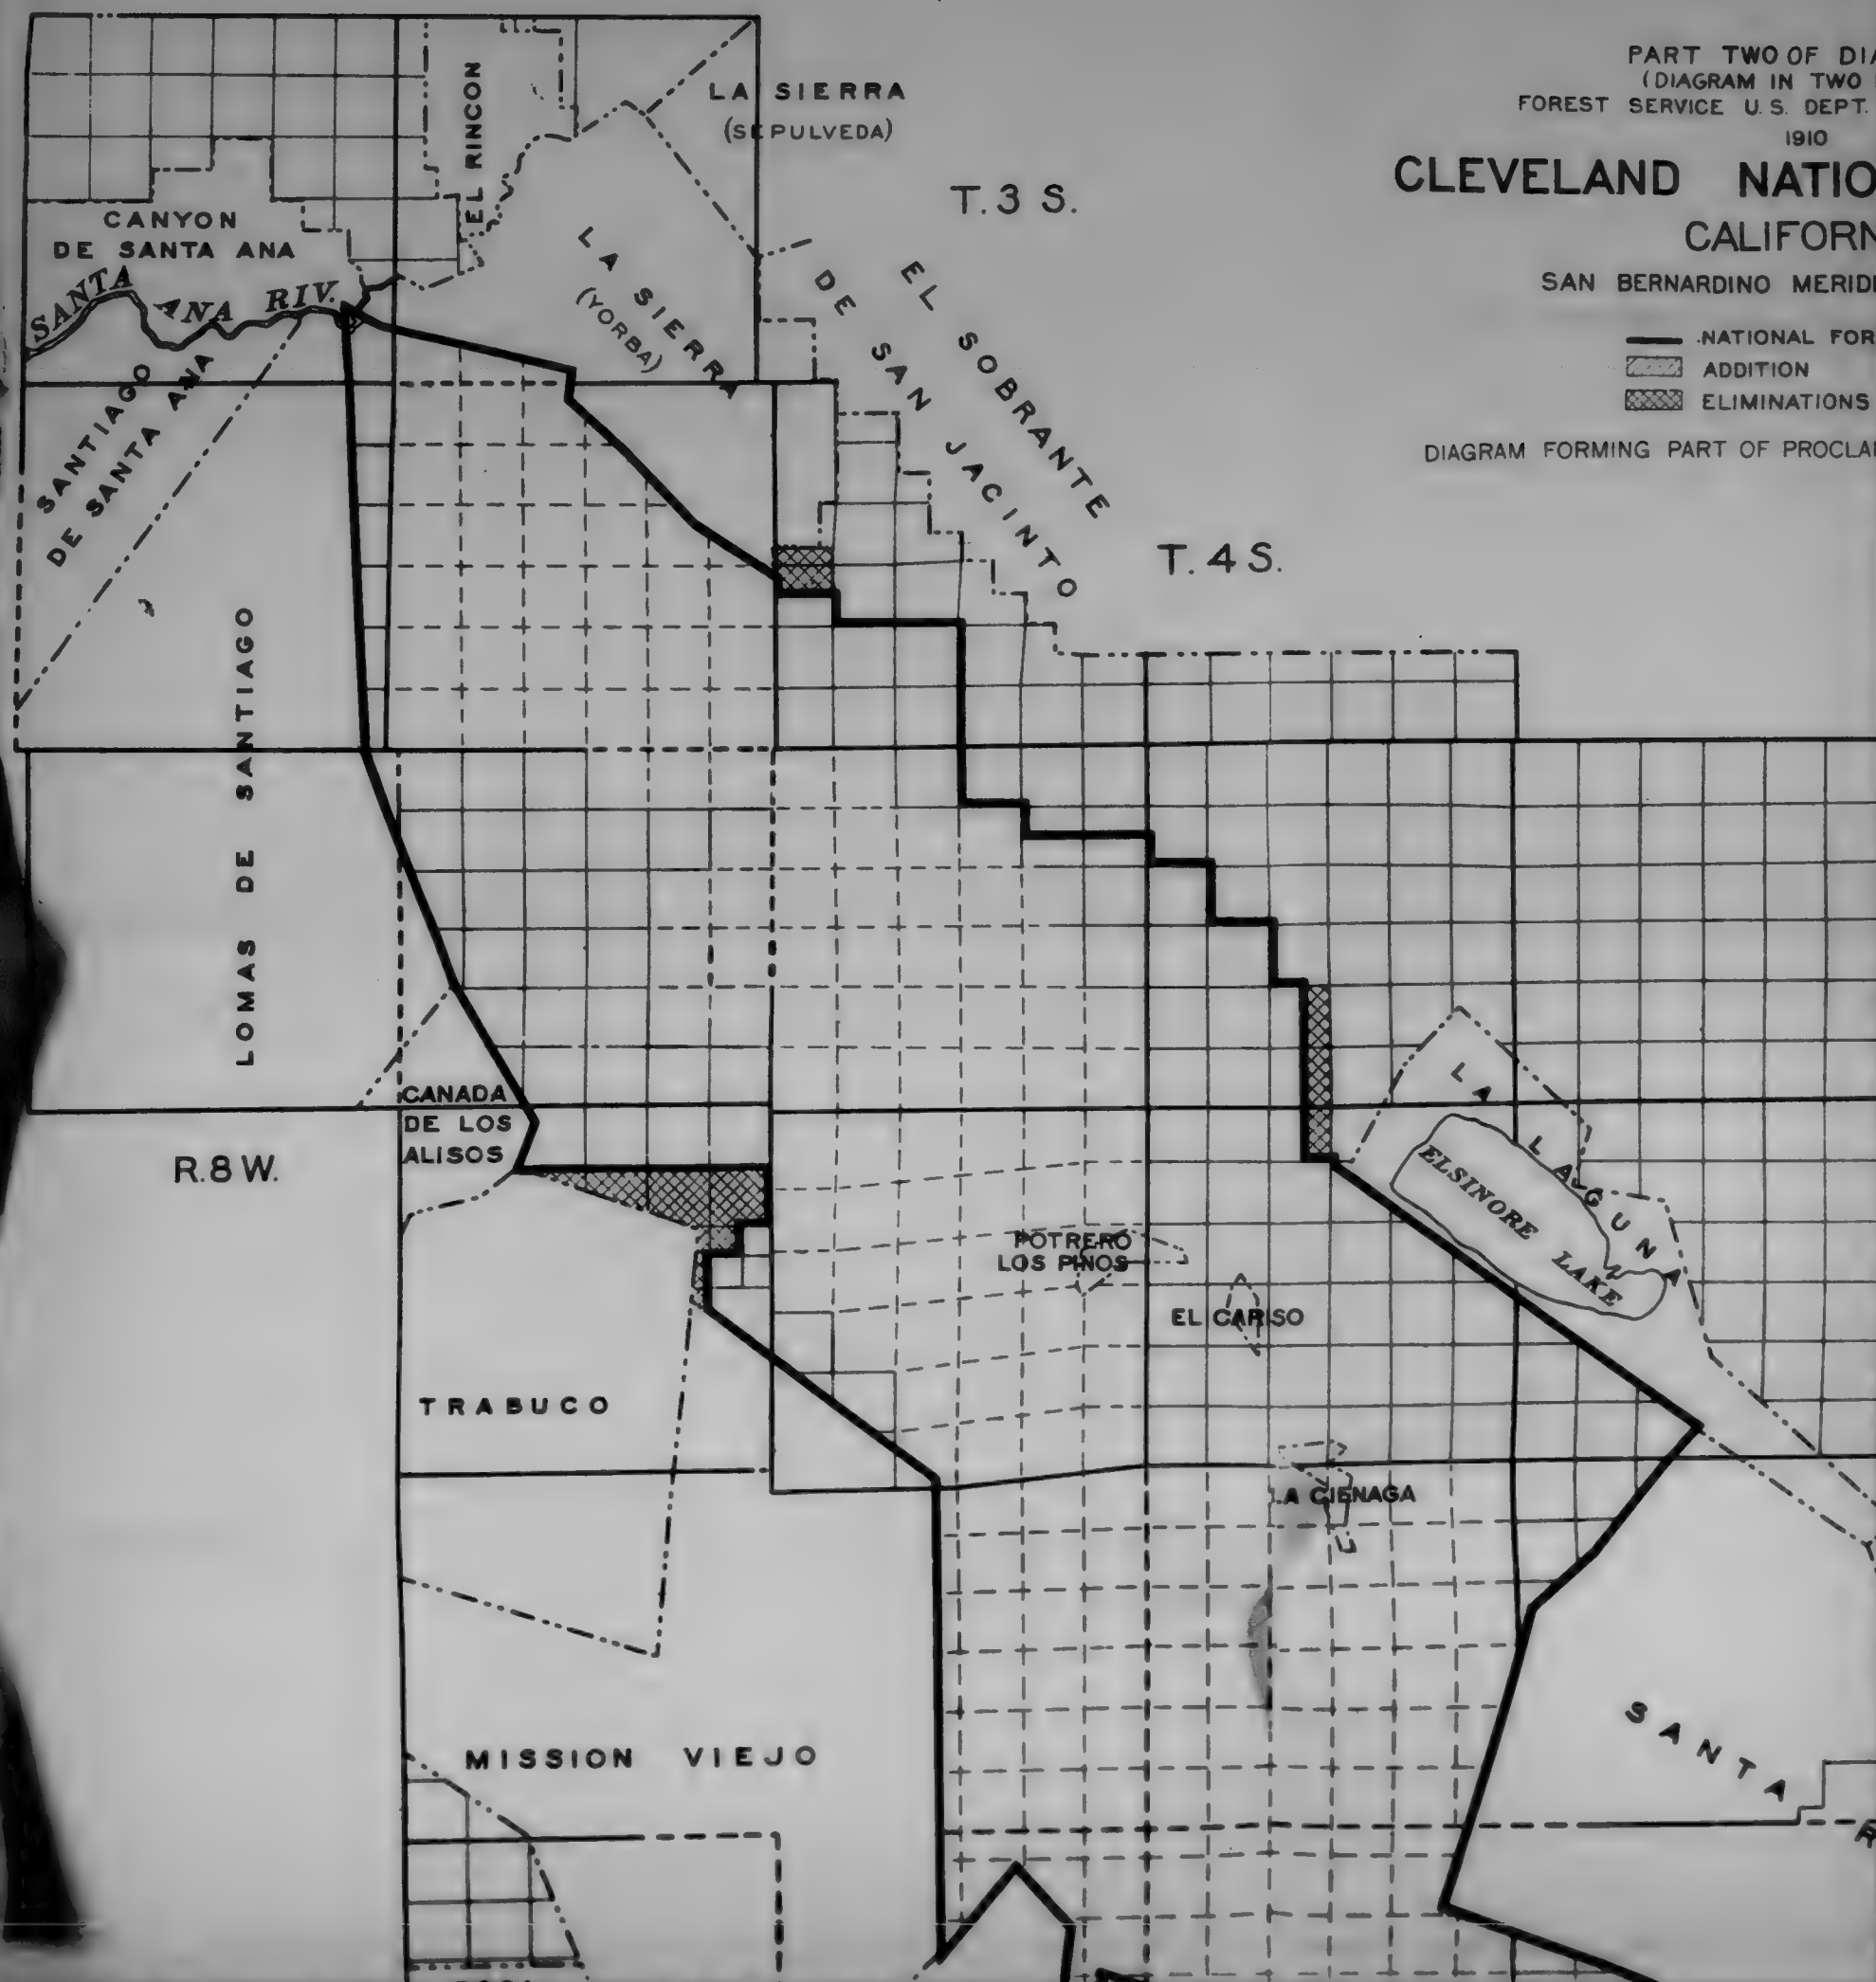 PART TWO OF DIA
(DIAGRAM IN TWO
FOREST SERVICE U.S. DEPT.
1910
CLEVELAND NATIO
CALIFORN
SAN BERNARDINO MERIDI
NATIONAL FOR
ADDITION
ELIMINATIONS
DIAGRAM FORMING PART OF PROCLA
EL RINCON
LA SIERRA
(SEPULVEDA)
T. 3 S.
CANYON
DE SANTA ANA
SANTA ANA RIV.
LA SIERRA
(YORBA)
EL SOBRANTE
DE SAN JACINTO
SANTIAGO
DE SANTA ANA
T. 4 S.
LOMAS DE SANTIAGO
CANADA
DE LOS
ALISOS
R. 8 W.
LA LAGUNA
ELSINORE LAKE
POTRERO
LOS PINOS
EL CARISO
TRABUCO
LA CIENAGA
MISSION VIEJO
SANTA
R